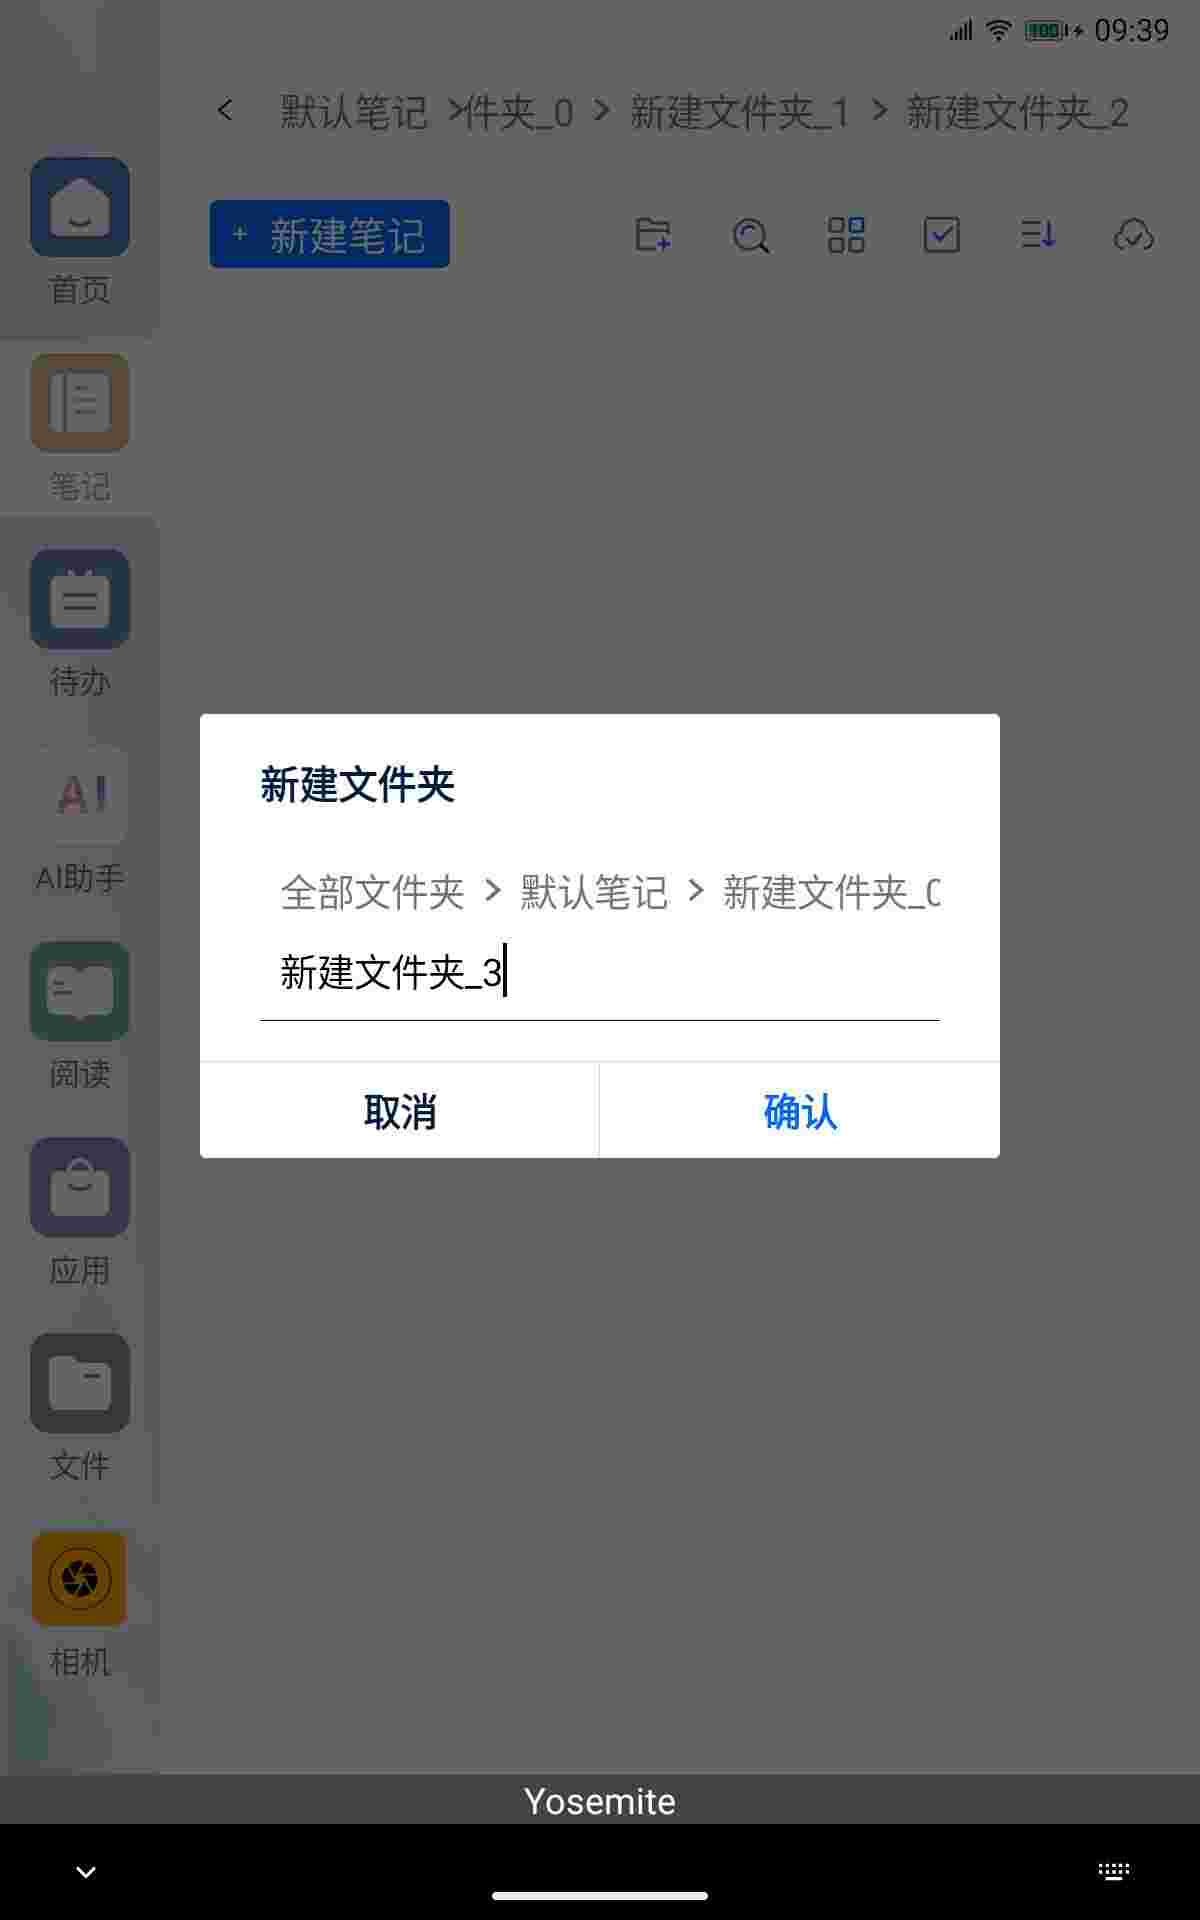 100 09:39
默认笔记 >件夹_0 > 新建文件夹_1 > 新建文件夹_2
+ 新建笔记
首页
笔记
待办
AI
AI助手
阅读
应用
文件
相机
新建文件夹
全部文件夹 > 默认笔记 > 新建文件夹_0
新建文件夹_3
取消 确认
Yosemite